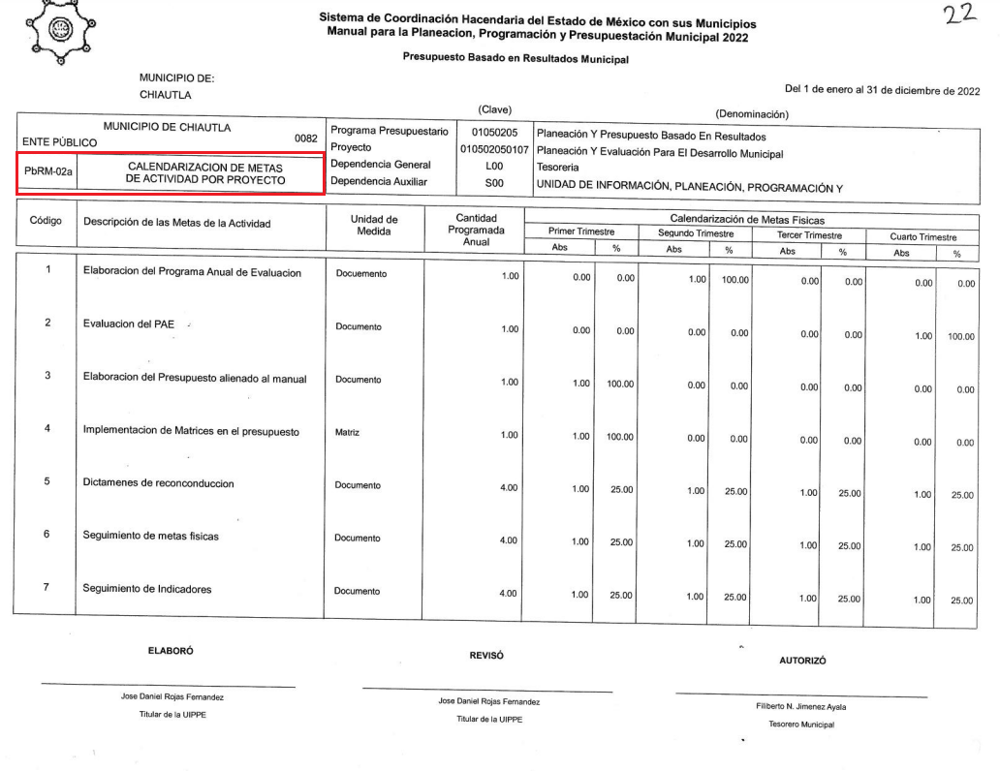 22
Sistema de Coordinación Hacendaria del Estado de México con sus Municipios
Manual para la Planeacion, Programación y Presupuestación Municipal 2022
Presupuesto Basado en Resultados Municipal
MUNICIPIO DE:
CHIAUTLA
Del 1 de enero al 31 de diciembre de 2022
(Clave) (Denominación)
MUNICIPIO DE CHIAUTLA
ENTE PÚBLICO 0082
PbRM-02a CALENDARIZACION DE METAS
DE ACTIVIDAD POR PROYECTO
Programa Presupuestario 01050205 Planeación Y Presupuesto Basado En Resultados
Proyecto 010502050107 Planeación Y Evaluación Para El Desarrollo Municipal
Dependencia General L00 Tesoreria
Dependencia Auxiliar S00 UNIDAD DE INFORMACIÓN, PLANEACIÓN, PROGRAMACIÓN Y
Código Descripción de las Metas de la Actividad Unidad de Medida Cantidad Programada Anual Calendarización de Metas Fisicas
Primer Trimestre Segundo Trimestre Tercer Trimestre Cuarto Trimestre
Abs % Abs % Abs % Abs %
1 Elaboracion del Programa Anual de Evaluacion Docuemento 1.00 0.00 0.00 1.00 100.00 0.00 0.00 0.00 0.00
2 Evaluacion del PAE Documento 1.00 0.00 0.00 0.00 0.00 0.00 0.00 1.00 100.00
3 Elaboracion del Presupuesto alienado al manual Documento 1.00 1.00 100.00 0.00 0.00 0.00 0.00 0.00 0.00
4 Implementacion de Matrices en el presupuesto Matriz 1.00 1.00 100.00 0.00 0.00 0.00 0.00 0.00 0.00
5 Dictamenes de reconconduccion Documento 4.00 1.00 25.00 1.00 25.00 1.00 25.00 1.00 25.00
6 Seguimiento de metas fisicas Documento 4.00 1.00 25.00 1.00 25.00 1.00 25.00 1.00 25.00
7 Seguimiento de Indicadores Documento 4.00 1.00 25.00 1.00 25.00 1.00 25.00 1.00 25.00
ELABORÓ REVISÓ AUTORIZÓ
Jose Daniel Rojas Fernandez Jose Daniel Rojas Fernandez Filiberto N. Jimenez Ayala
Titular de la UIPPE Titular de la UIPPE Tesorero Municipal